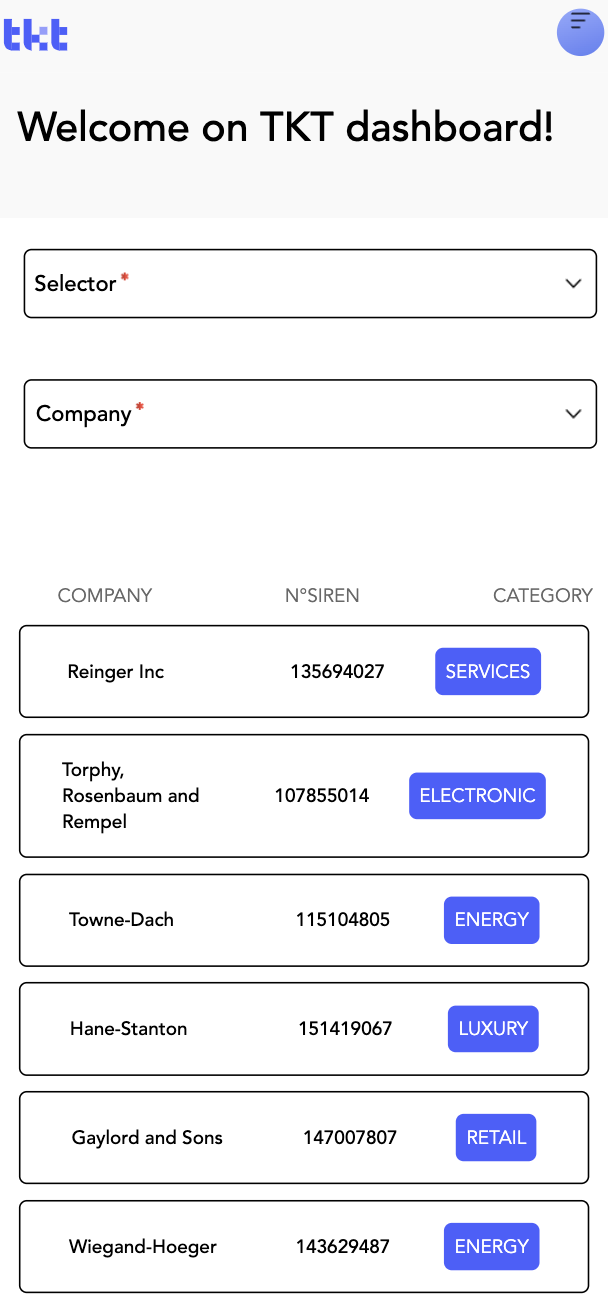 tkt
Welcome on TKT dashboard!
Selector *
Company *
COMPANY N°SIREN CATEGORY
Reinger Inc 135694027 SERVICES
Torphy,
Rosenbaum and 107855014 ELECTRONIC
Rempel
Towne-Dach 115104805 ENERGY
Hane-Stanton 151419067 LUXURY
Gaylord and Sons 147007807 RETAIL
Wiegand-Hoeger 143629487 ENERGY